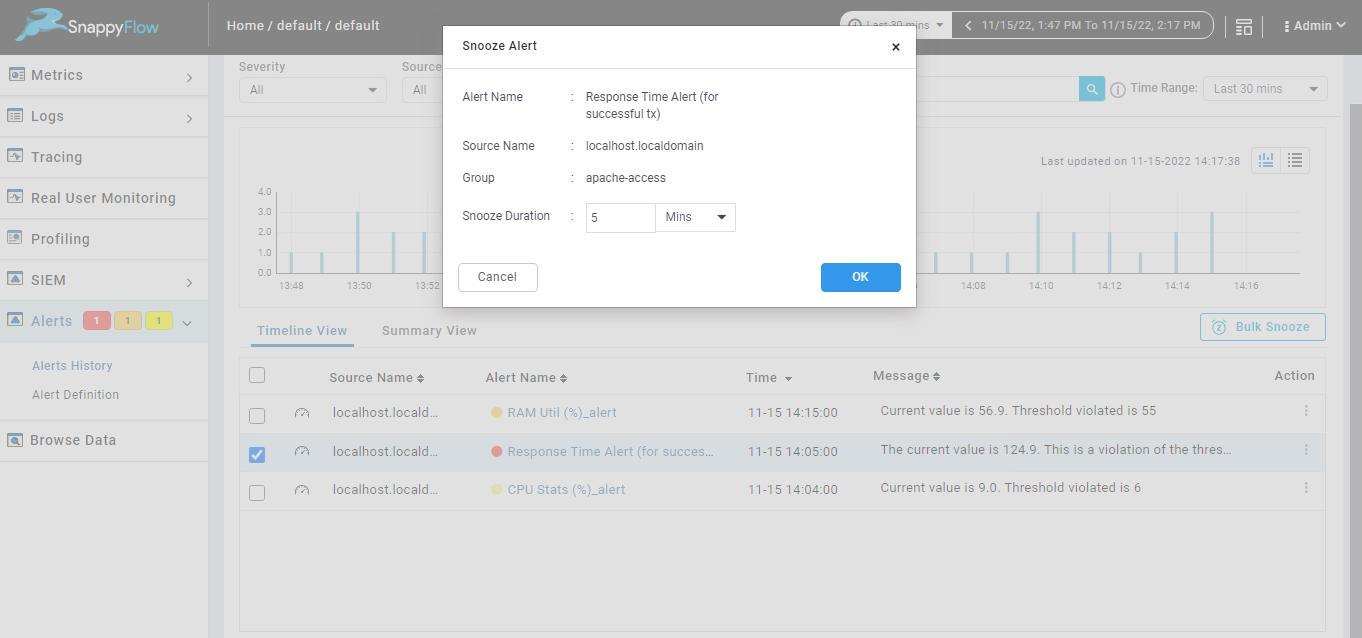 SnappyFlow
Home / default / default
Last 30 mins
11/15/22, 1:47 PM To 11/15/22, 2:17 PM
Admin
Metrics
Logs
Tracing
Real User Monitoring
Profiling
SIEM
Alerts 1 1 1
Alerts History
Alert Definition
Browse Data
Severity
All
Source
All
Time Range:
Last 30 mins
Snooze Alert
×
Alert Name : Response Time Alert (for
successful tx)
Source Name : localhost.localdomain
Group : apache-access
Snooze Duration : 5 Mins
Cancel
OK
Last updated on 11-15-2022 14:17:38
4.0
3.0
2.0
1.0
0.0
13:48 13:50 13:52 14:08 14:10 14:12 14:14 14:16
Timeline View Summary View
Bulk Snooze
Source Name Alert Name Time Message Action
localhost.locald... RAM Util (%)_alert 11-15 14:15:00 Current value is 56.9. Threshold violated is 55
localhost.locald... Response Time Alert (for succes... 11-15 14:05:00 The current value is 124.9. This is a violation of the thres...
localhost.locald... CPU Stats (%)_alert 11-15 14:04:00 Current value is 9.0. Threshold violated is 6